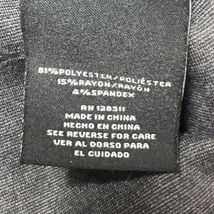 81%POLYESTER/POLIÉSTER
15%RAYON/RAYÓN
4%SPANDEX
RN 128311
MADE IN CHINA
HECHO EN CHINA
SEE REVERSE FOR CARE
VER AL DORSO PARA
EL CUIDADO